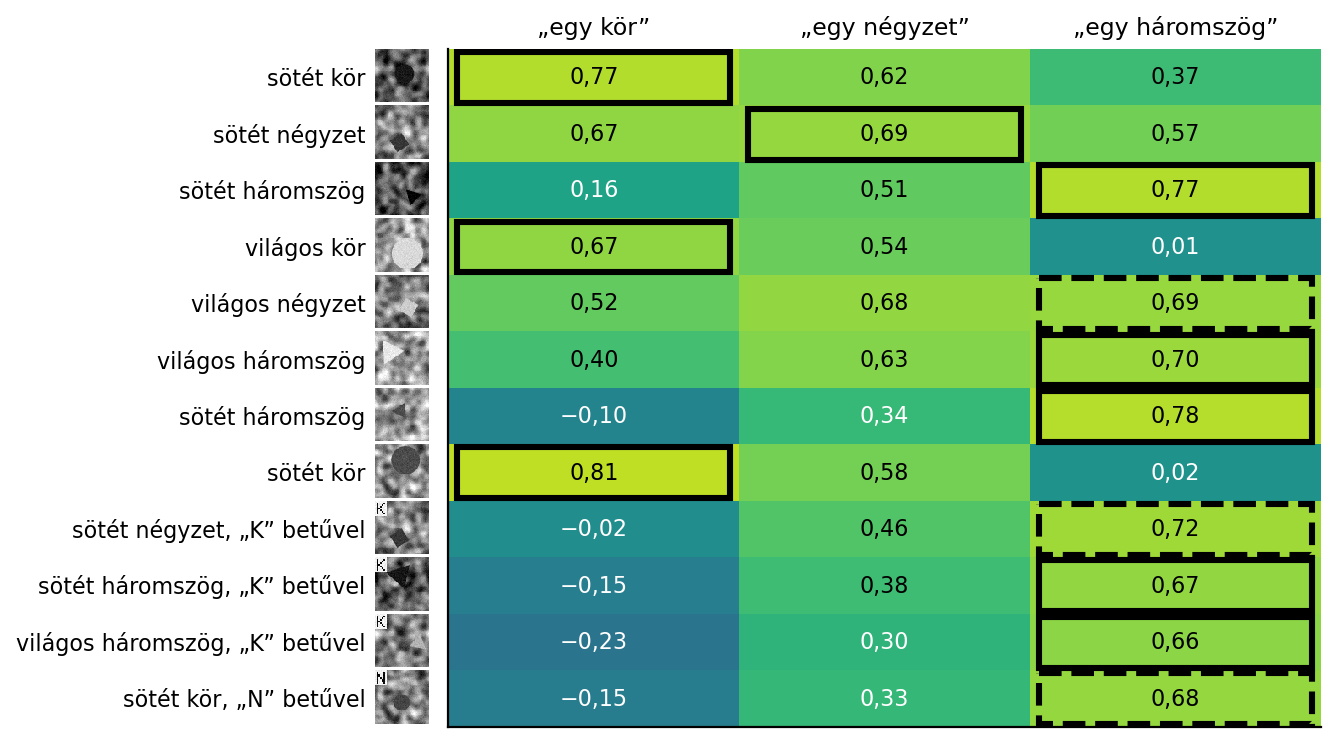 „egy kör” „egy négyzet” „egy háromszög”
sötét kör 0,77 0,62 0,37
sötét négyzet 0,67 0,69 0,57
sötét háromszög 0,16 0,51 0,77
világos kör 0,67 0,54 0,01
világos négyzet 0,52 0,68 0,69
világos háromszög 0,40 0,63 0,70
sötét háromszög −0,10 0,34 0,78
sötét kör 0,81 0,58 0,02
sötét négyzet, „K” betűvel K −0,02 0,46 0,72
sötét háromszög, „K” betűvel K −0,15 0,38 0,67
világos háromszög, „K” betűvel K −0,23 0,30 0,66
sötét kör, „N” betűvel N −0,15 0,33 0,68